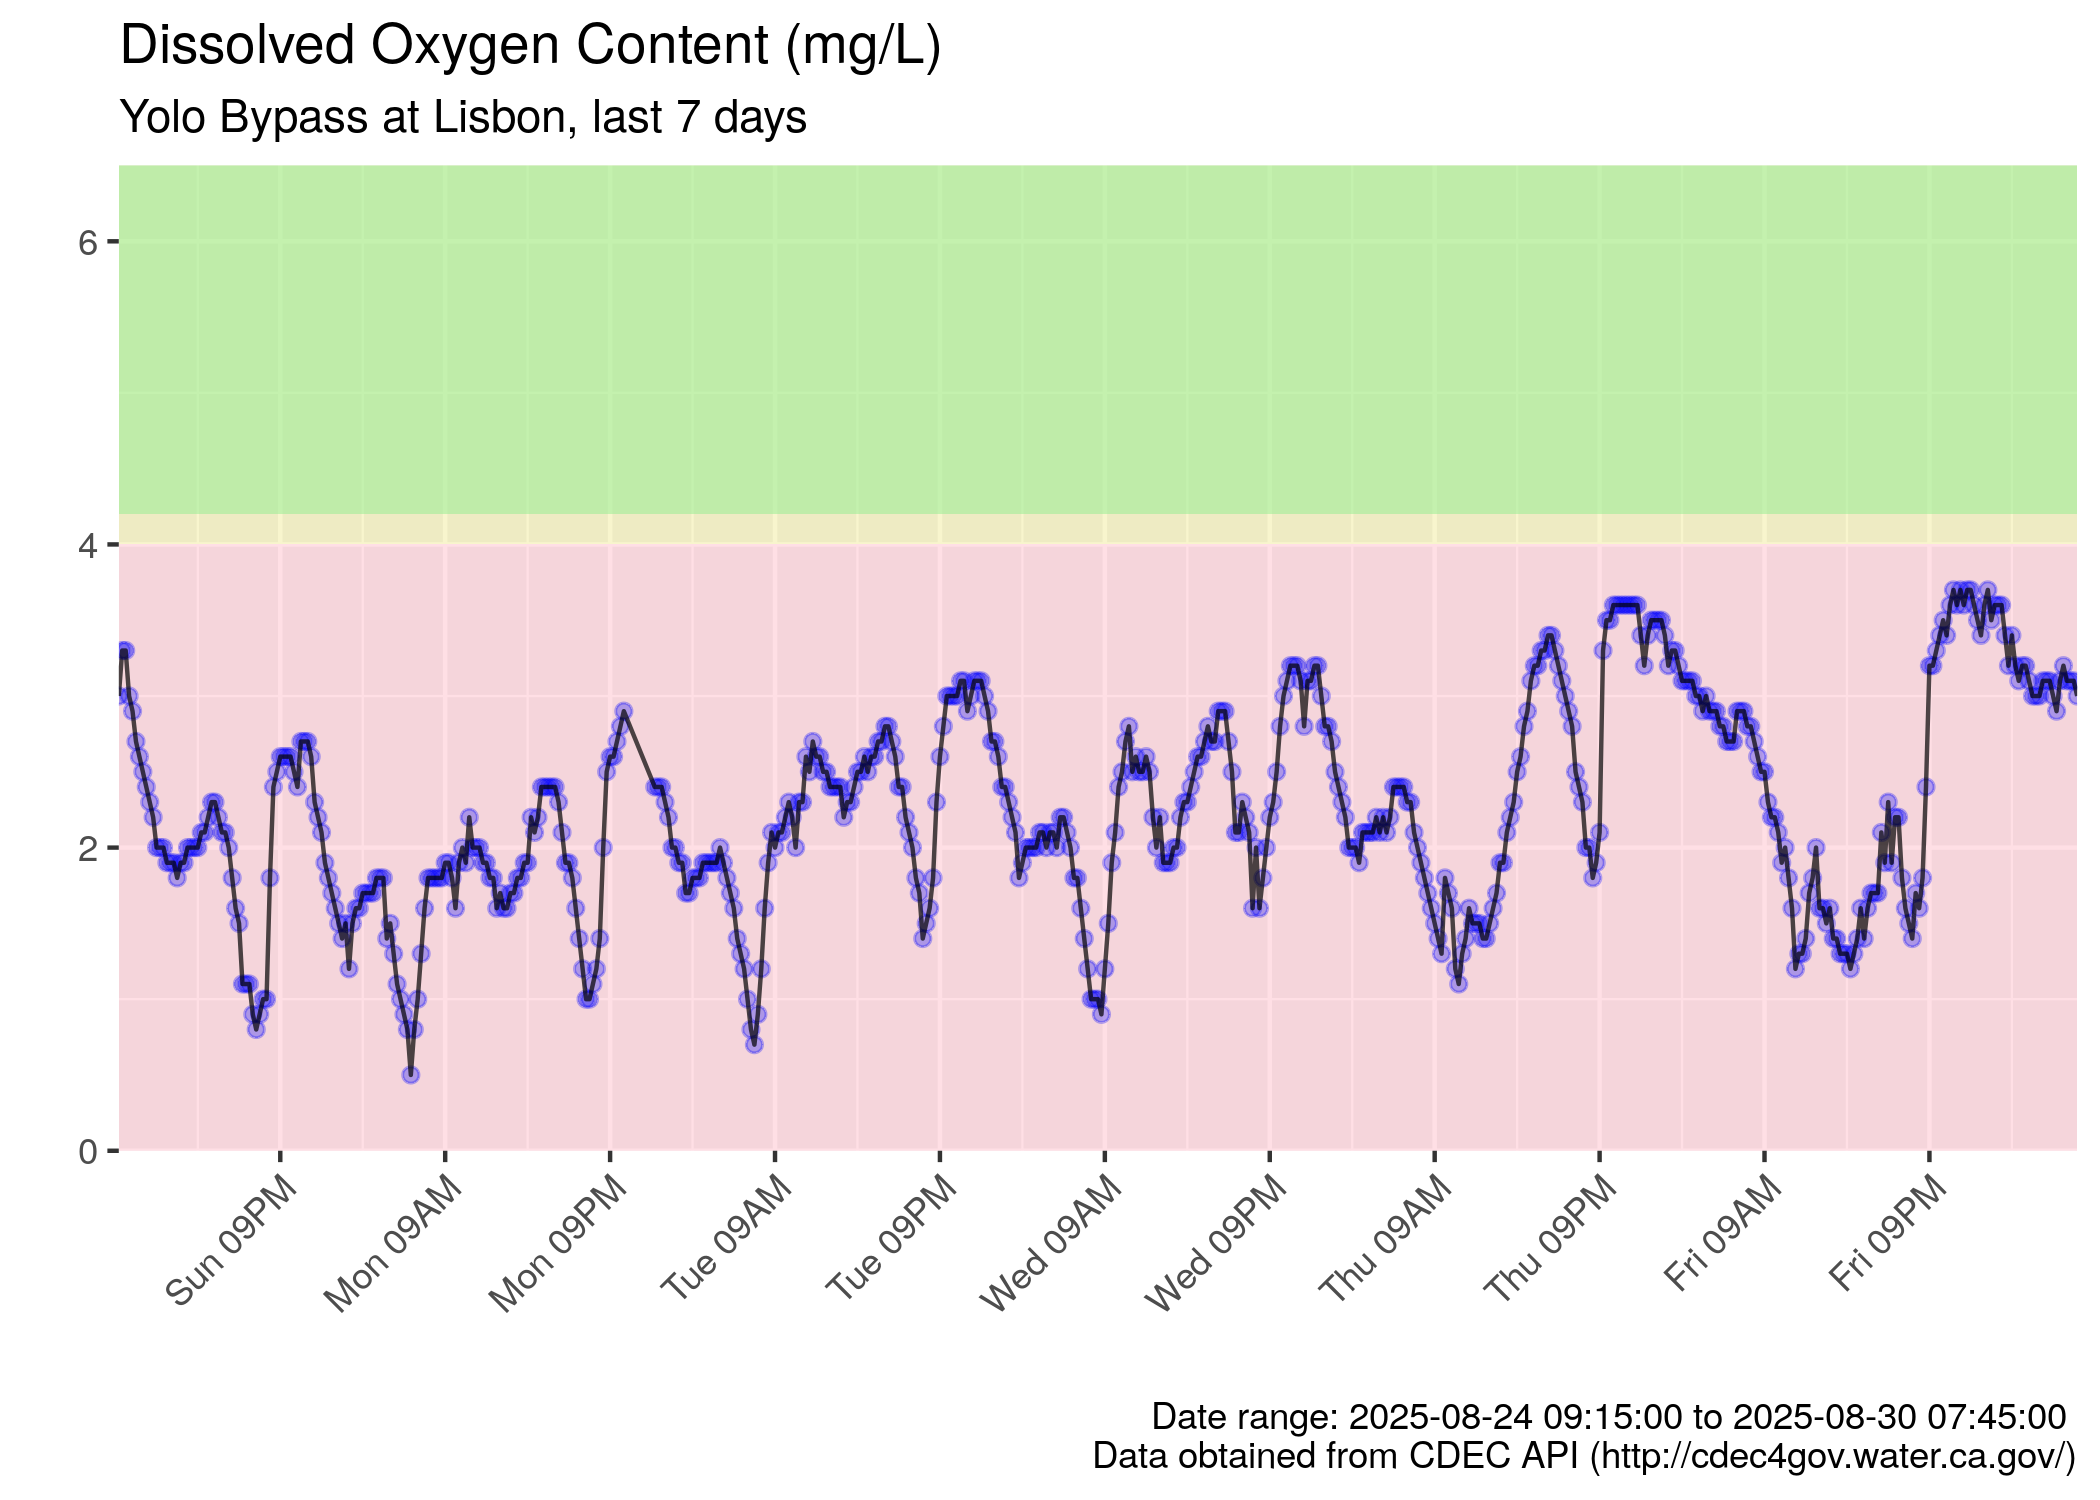 Dissolved Oxygen Content (mg/L)
Yolo Bypass at Lisbon, last 7 days
6
4
2
0
Sun 09PM
Mon 09AM
Mon 09PM
Tue 09AM
Tue 09PM
Wed 09AM
Wed 09PM
Thu 09AM
Thu 09PM
Fri 09AM
Fri 09PM
Date range: 2025-08-24 09:15:00 to 2025-08-30 07:45:00
Data obtained from CDEC API (http://cdec4gov.water.ca.gov/)